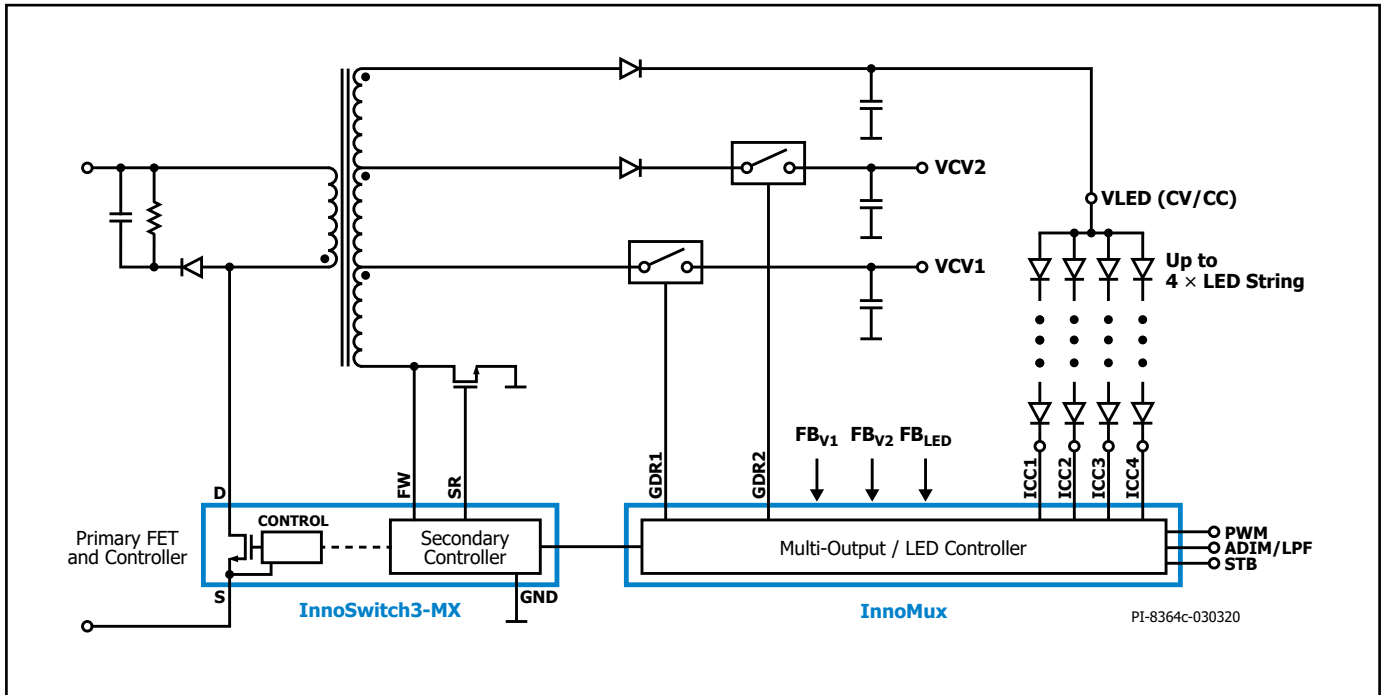 VCV2
VLED (CV/CC)
VCV1
Up to
4 × LED String
FBV1
FBV2
FBLED
D
FW
SR
GDR1
GDR2
ICC1
ICC2
ICC3
ICC4
Primary FET
and Controller
CONTROL
Secondary
Controller
Multi-Output / LED Controller
PWM
ADIM/LPF
STB
S
GND
InnoSwitch3-MX
InnoMux
PI-8364c-030320